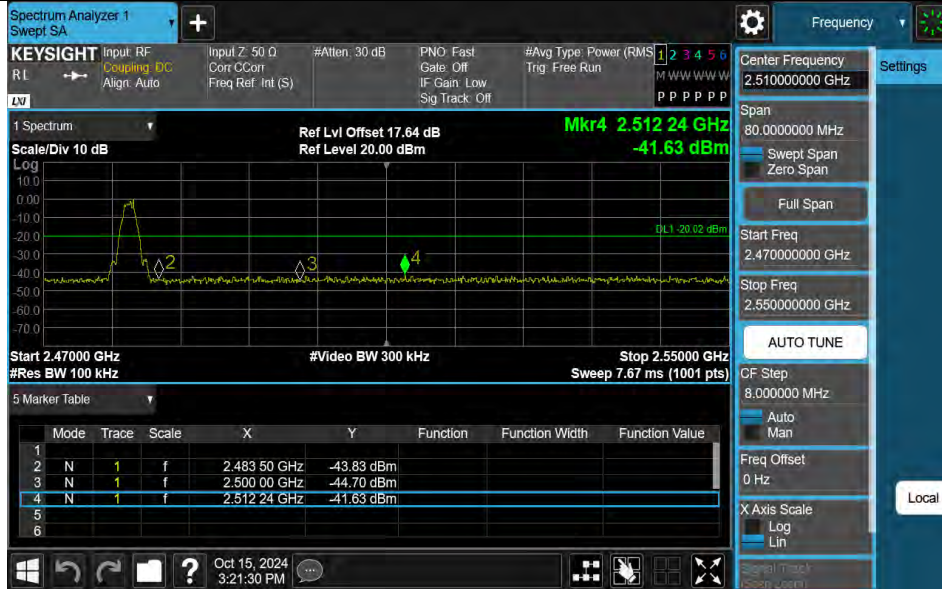 Spectrum Analyzer 1
Swept SA
+
Frequency
KEYSIGHT
RL
LXI
Input: RF
Coupling: DC
Align: Auto
Input Z: 50 Ω
Corr CCorr
Freq Ref: Int (S)
#Atten: 30 dB
PNO: Fast
Gate: Off
IF Gain: Low
Sig Track: Off
#Avg Type: Power (RMS
Trig: Free Run
1 2 3 4 5 6
M W W W W W
P P P P P P
Center Frequency
2.510000000 GHz
Settings
1 Spectrum
Scale/Div 10 dB
Ref Lvl Offset 17.64 dB
Ref Level 20.00 dBm
Mkr4 2.512 24 GHz
-41.63 dBm
Log
10.0
0.00
-10.0
-20.0
-30.0
-40.0
-50.0
-60.0
-70.0
DL1 -20.02 dBm
2
3
4
Start 2.47000 GHz
#Res BW 100 kHz
#Video BW 300 kHz
Stop 2.55000 GHz
Sweep 7.67 ms (1001 pts)
Span
80.0000000 MHz
Swept Span
Zero Span
Full Span
Start Freq
2.470000000 GHz
Stop Freq
2.550000000 GHz
AUTO TUNE
CF Step
8.000000 MHz
Auto
Man
Freq Offset
0 Hz
X Axis Scale
Log
Lin
Signal Track
(Span Zoom)
Local
5 Marker Table
Mode Trace Scale X Y Function Function Width Function Value
1
2 N 1 f 2.483 50 GHz -43.83 dBm
3 N 1 f 2.500 00 GHz -44.70 dBm
4 N 1 f 2.512 24 GHz -41.63 dBm
5
6
?
Oct 15, 2024
3:21:30 PM